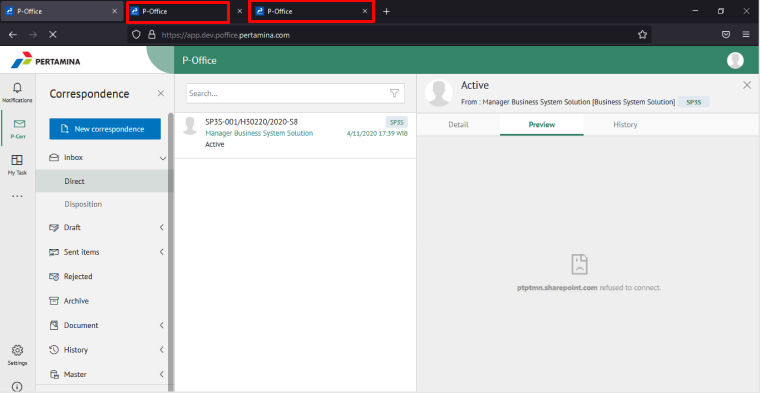 P-Office
P-Office
P-Office
https://app.dev.poffice.pertamina.com
PERTAMINA
P-Office
Notifications
P-Corr
My Task
Settings
Correspondence
New correspondence
Inbox
Direct
Disposition
Draft
Sent items
Rejected
Archive
Document
History
Master
Search...
SP3S-001/H30220/2020-S8 SP3S
Manager Business System Solution 4/11/2020 17:39 WIB
Active
Active
From : Manager Business System Solution [Business System Solution] SP3S
Detail Preview History
ptptmn.sharepoint.com refused to connect.